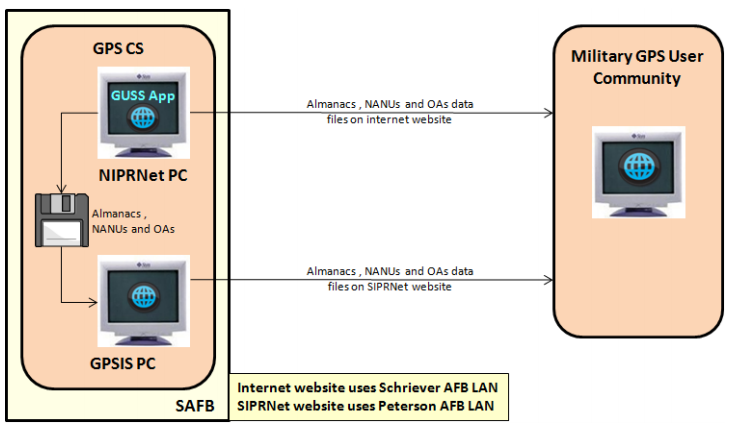 GPS CS
GUSS App
NIPRNet PC
Almanacs ,
NANUs and OAs
GPSIS PC
SAFB
Almanacs , NANUs and OAs data
files on internet website
Almanacs , NANUs and OAs data
files on SIPRNet website
Military GPS User
Community
Internet website uses Schriever AFB LAN
SIPRNet website uses Peterson AFB LAN